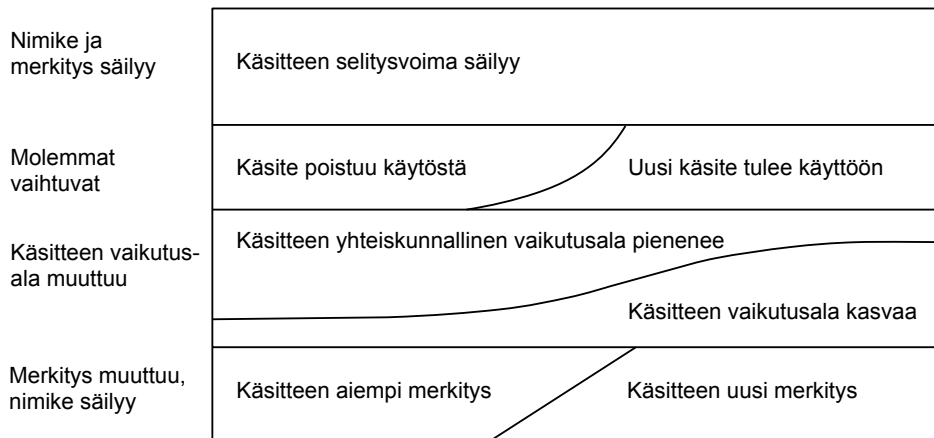 Nimike ja
merkitys säilyy
Käsitteen selitysvoima säilyy
Molemmat
vaihtuvat
Käsite poistuu käytöstä
Uusi käsite tulee käyttöön
Käsitteen vaikutus-
ala muuttuu
Käsitteen yhteiskunnallinen vaikutusala pienenee
Käsitteen vaikutusala kasvaa
Merkitys muuttuu,
nimike säilyy
Käsitteen aiempi merkitys
Käsitteen uusi merkitys